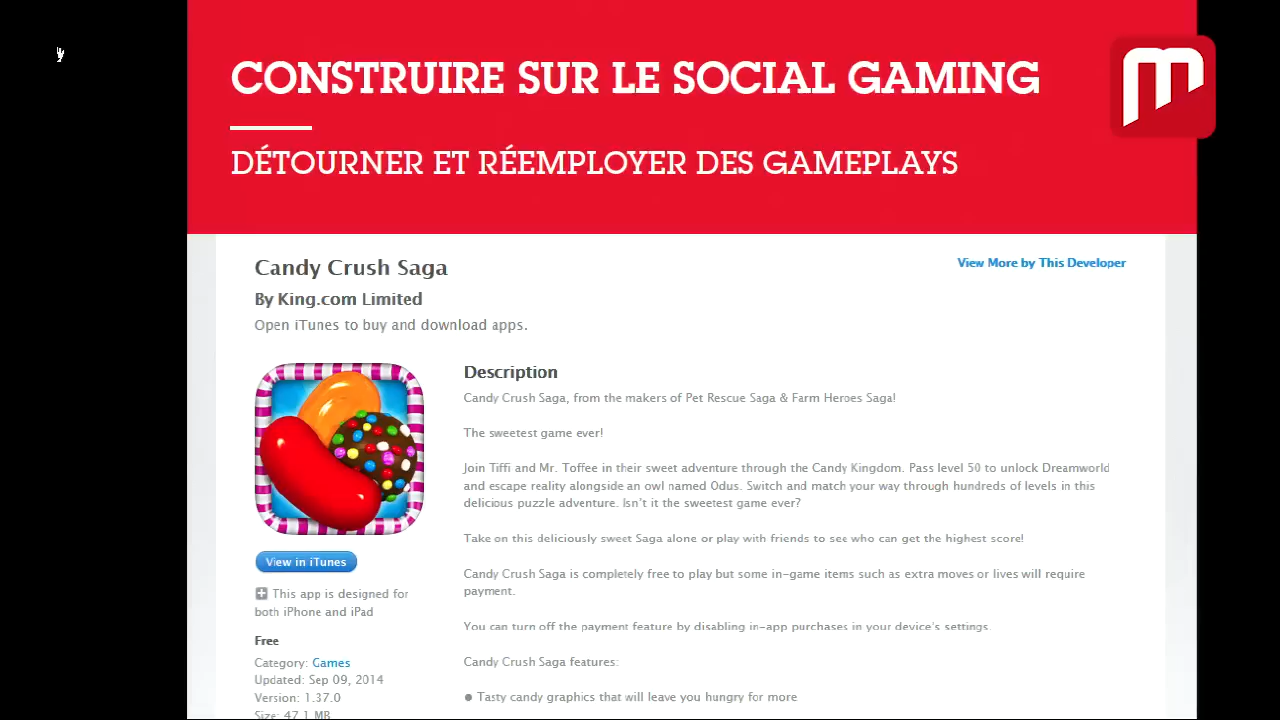 CONSTRUIRE SUR LE SOCIAL GAMING
DÉTOURNER ET RÉEMPLOYER DES GAMEPLAYS
Candy Crush Saga
View More by This Developer
By King.com Limited
Open iTunes to buy and download apps.
Description
Candy Crush Saga, from the makers of Pet Rescue Saga & Farm Heroes Saga!
The sweetest game ever!
Join Tiffi and Mr. Toffee in their sweet adventure through the Candy Kingdom. Pass level 50 to unlock Dreamworld
and escape reality alongside an owl named Odus. Switch and match your way through hundreds of levels in this
delicious puzzle adventure. Isn't it the sweetest game ever?
Take on this deliciously sweet Saga alone or play with friends to see who can get the highest score!
Candy Crush Saga is completely free to play but some in-game items such as extra moves or lives will require
payment.
You can turn off the payment feature by disabling in-app purchases in your device's settings.
Candy Crush Saga features:
● Tasty candy graphics that will leave you hungry for more
View in iTunes
This app is designed for
both iPhone and iPad
Free
Category: Games
Updated: Sep 09, 2014
Version: 1.37.0
Size: 47.1 MB